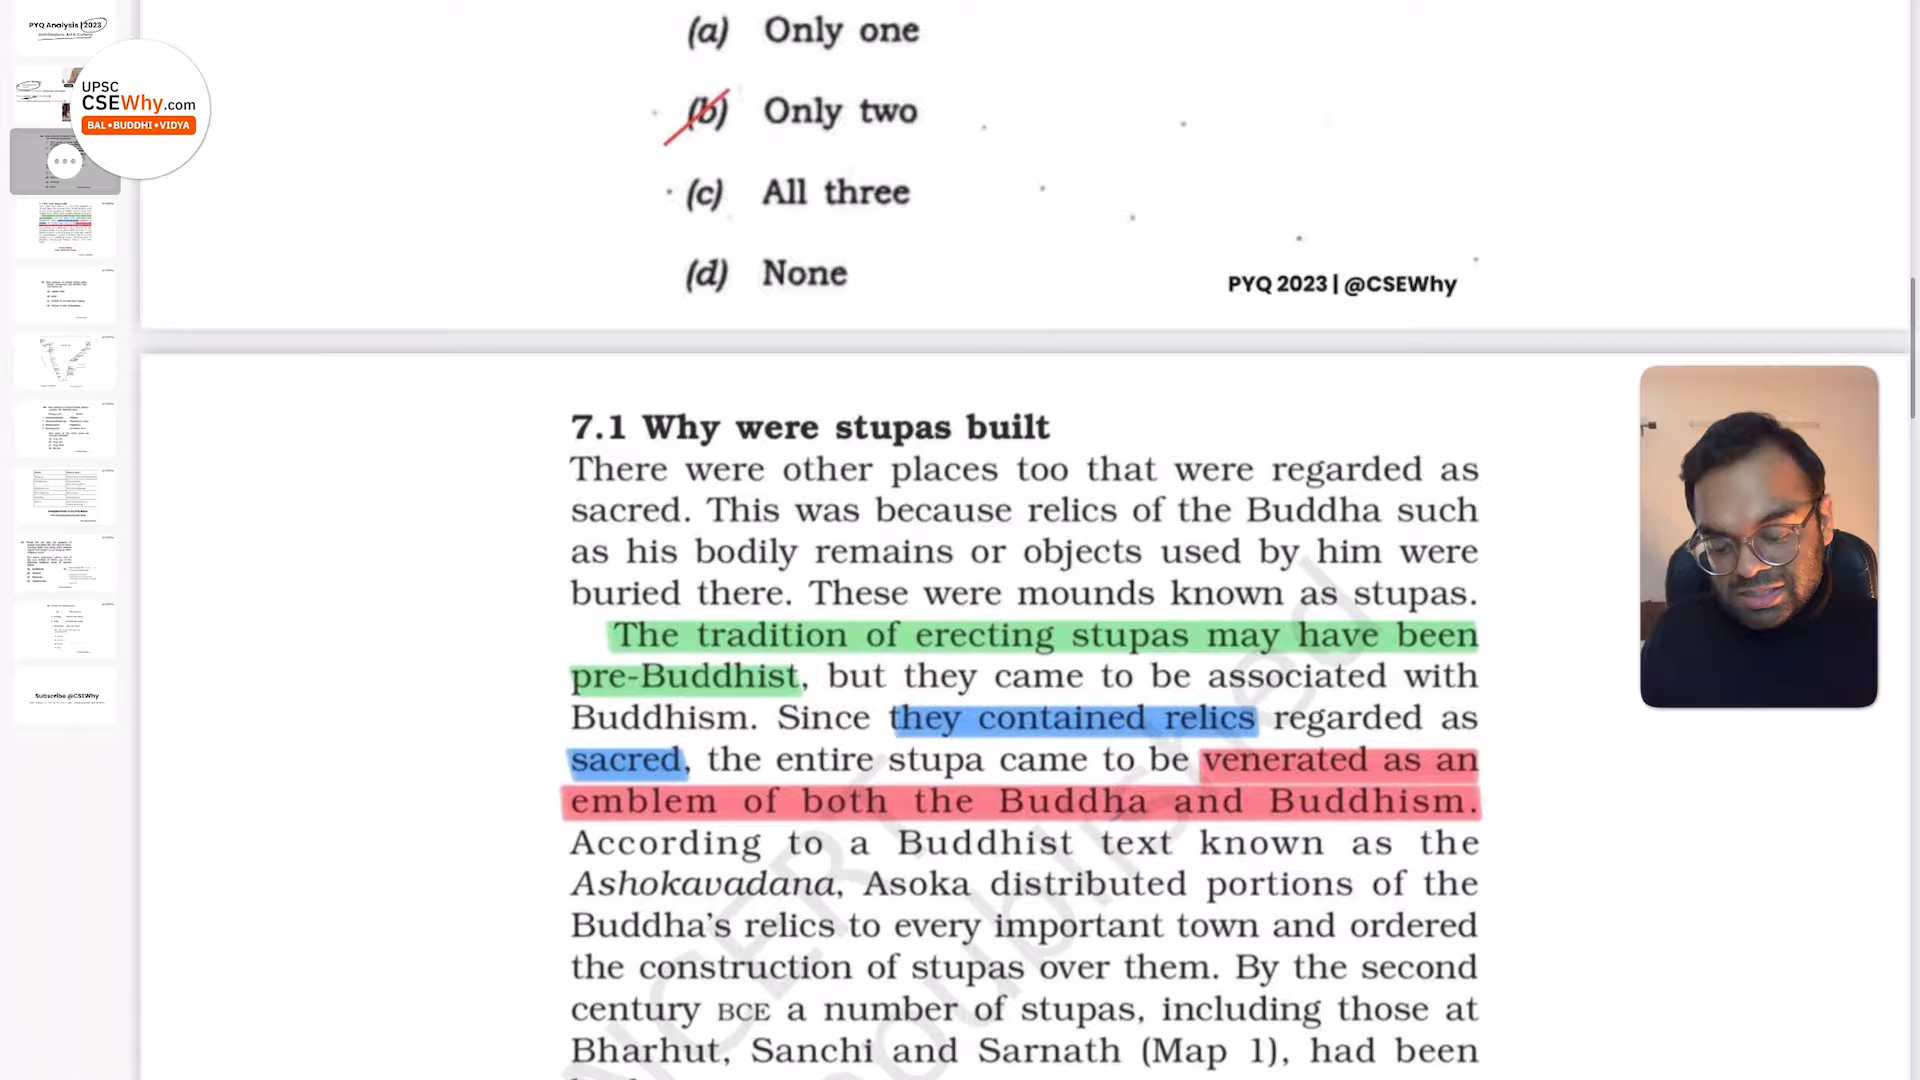 PYQ Analysis | 2023
Architecture, Art & Culture
UPSC
CSEWhy.com
BAL•BUDDHI•VIDYA
(a) Only one
(b) Only two
(c) All three
(d) None
PYQ 2023 | @CSEWhy
7.1 Why were stupas built
There were other places too that were regarded as
sacred. This was because relics of the Buddha such
as his bodily remains or objects used by him were
buried there. These were mounds known as stupas.
The tradition of erecting stupas may have been
pre-Buddhist, but they came to be associated with
Buddhism. Since they contained relics regarded as
sacred, the entire stupa came to be venerated as an
emblem of both the Buddha and Buddhism.
According to a Buddhist text known as the
Ashokavadana, Asoka distributed portions of the
Buddha's relics to every important town and ordered
the construction of stupas over them. By the second
century BCE a number of stupas, including those at
Bharhut, Sanchi and Sarnath (Map 1), had been
Subscribe @CSEWhy